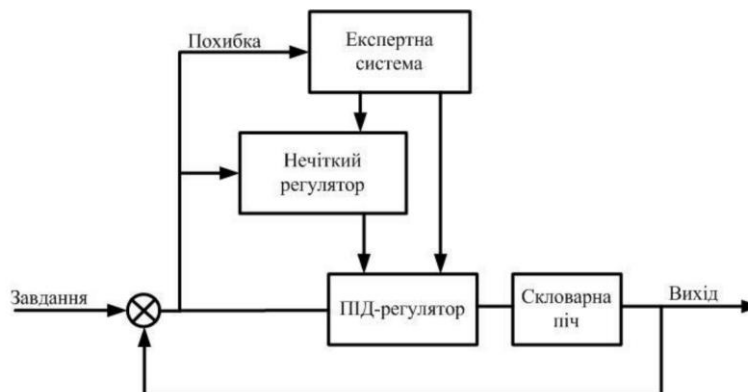 Похибка
Експертна
система
Нечіткий
регулятор
Завдання
ПІД-регулятор
Скловарна
піч
Вихід